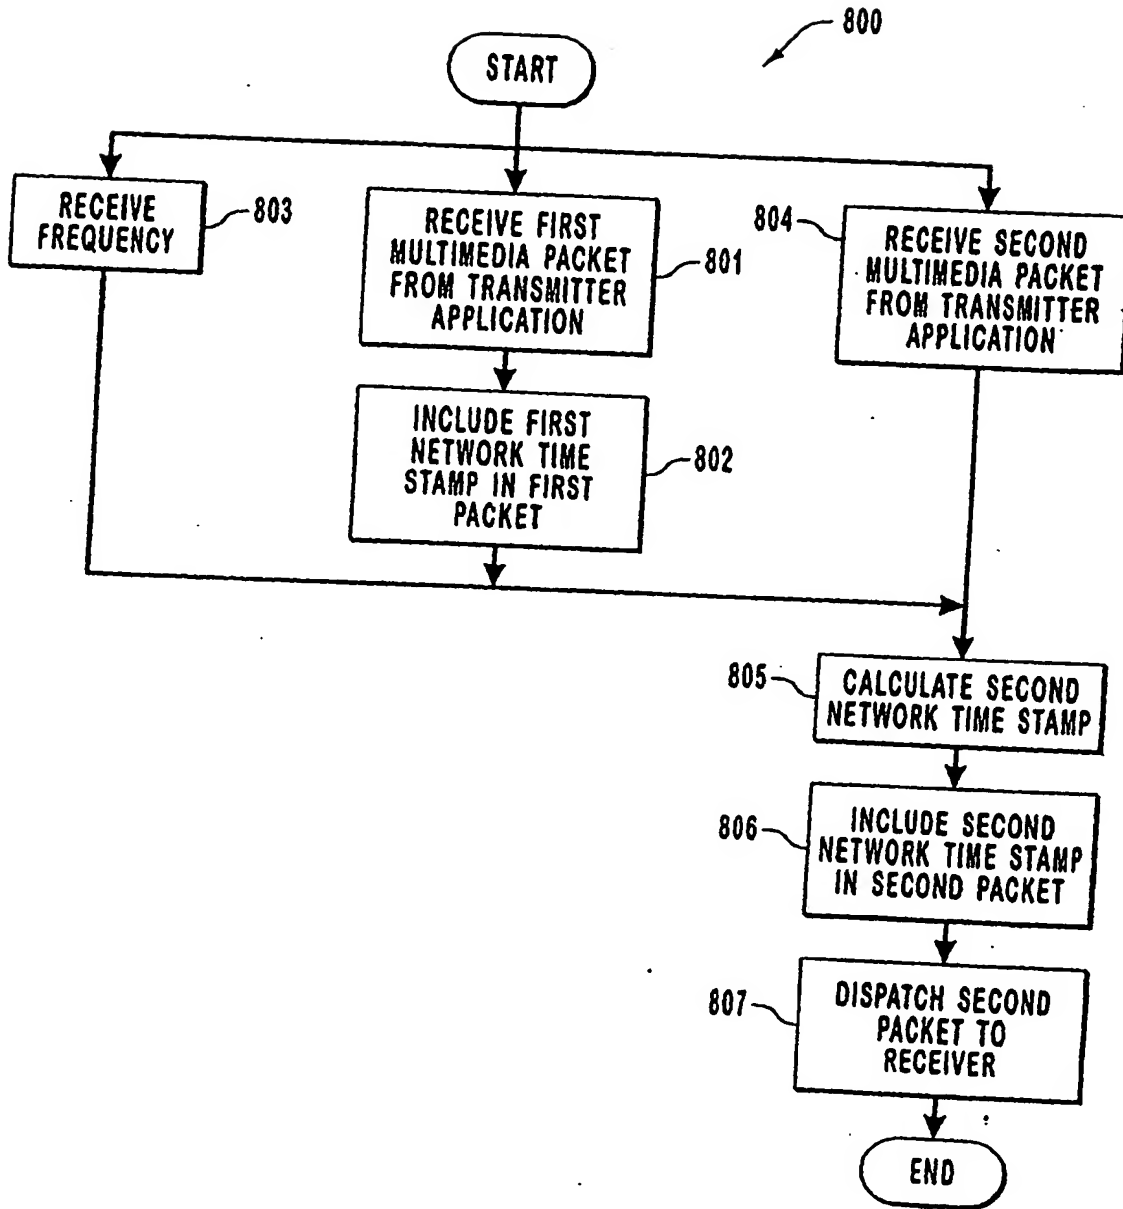 800
START
RECEIVE
FREQUENCY
803
RECEIVE FIRST
MULTIMEDIA PACKET
FROM TRANSMITTER
APPLICATION
801
804
RECEIVE SECOND
MULTIMEDIA PACKET
FROM TRANSMITTER
APPLICATION
INCLUDE FIRST
NETWORK TIME
STAMP IN FIRST
PACKET
802
805
CALCULATE SECOND
NETWORK TIME STAMP
806
INCLUDE SECOND
NETWORK TIME STAMP
IN SECOND PACKET
807
DISPATCH SECOND
PACKET TO
RECEIVER
END